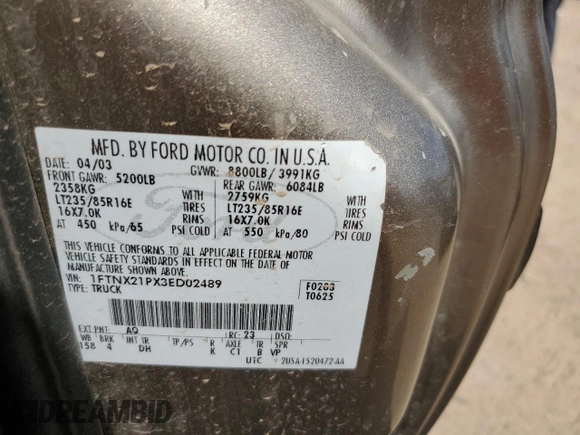 MFD. BY FORD MOTOR CO. IN U.S.A.
DATE: 04/03 GVWR: 8800LB/ 3991KG
FRONT GAWR: 5200LB REAR GAWR: 6084LB
2358KG WITH 2759KG WITH
LT235/85R16E TIRES LT235/85R16E TIRES
16X7.0K RIMS 16X7.0K RIMS
AT 450 kPa/65 PSI COLD AT 550 kPa/80 PSI COLD
THIS VEHICLE CONFORMS TO ALL APPLICABLE FEDERAL MOTOR
VEHICLE SAFETY STANDARDS IN EFFECT ON THE DATE OF
MANUFACTURE SHOWN ABOVE.
VIN: 1FTNX21PX3ED02489 F0203
TYPE: TRUCK T0625
EXT.PNT: AQ RC: 23 DSO:
WB BRK INT TR TP/PS R AXLE TR SPR
158 4 DH K C1 B VP
UTC 2USA-1520472-AA
Ford
DREAMBID